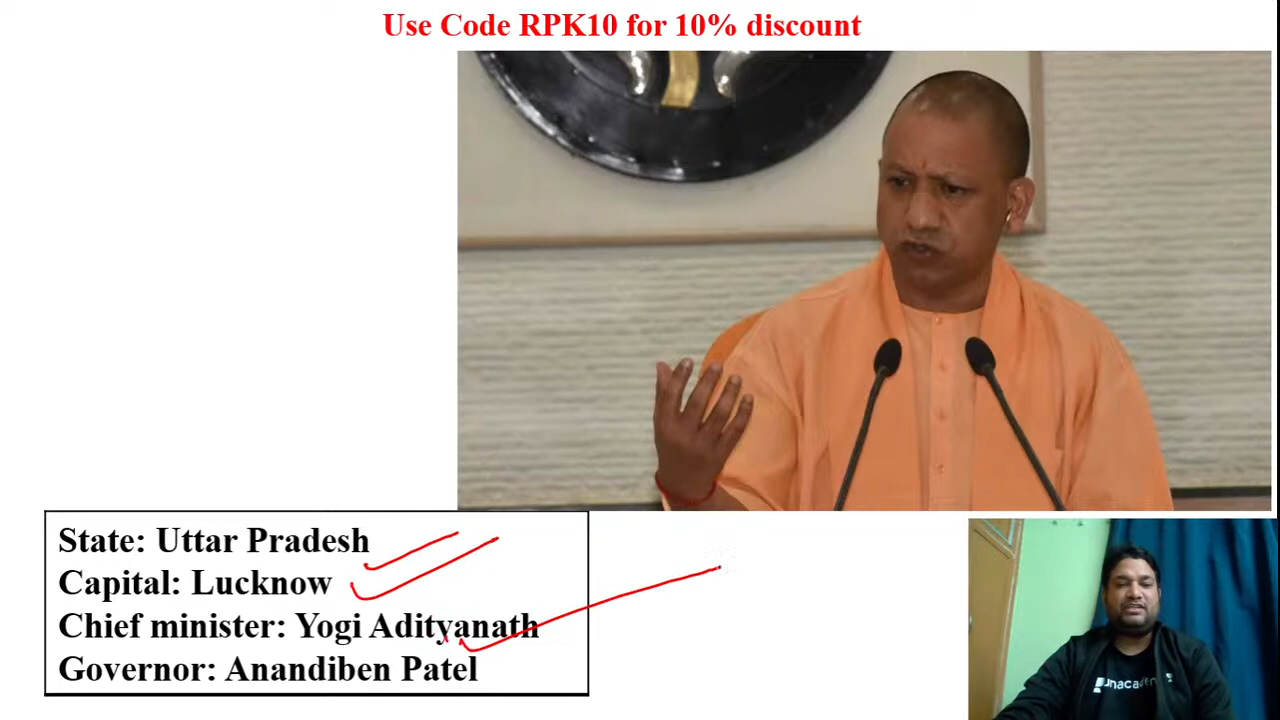 Use Code RPK10 for 10% discount
State: Uttar Pradesh
Capital: Lucknow
Chief minister: Yogi Adityanath
Governor: Anandiben Patel